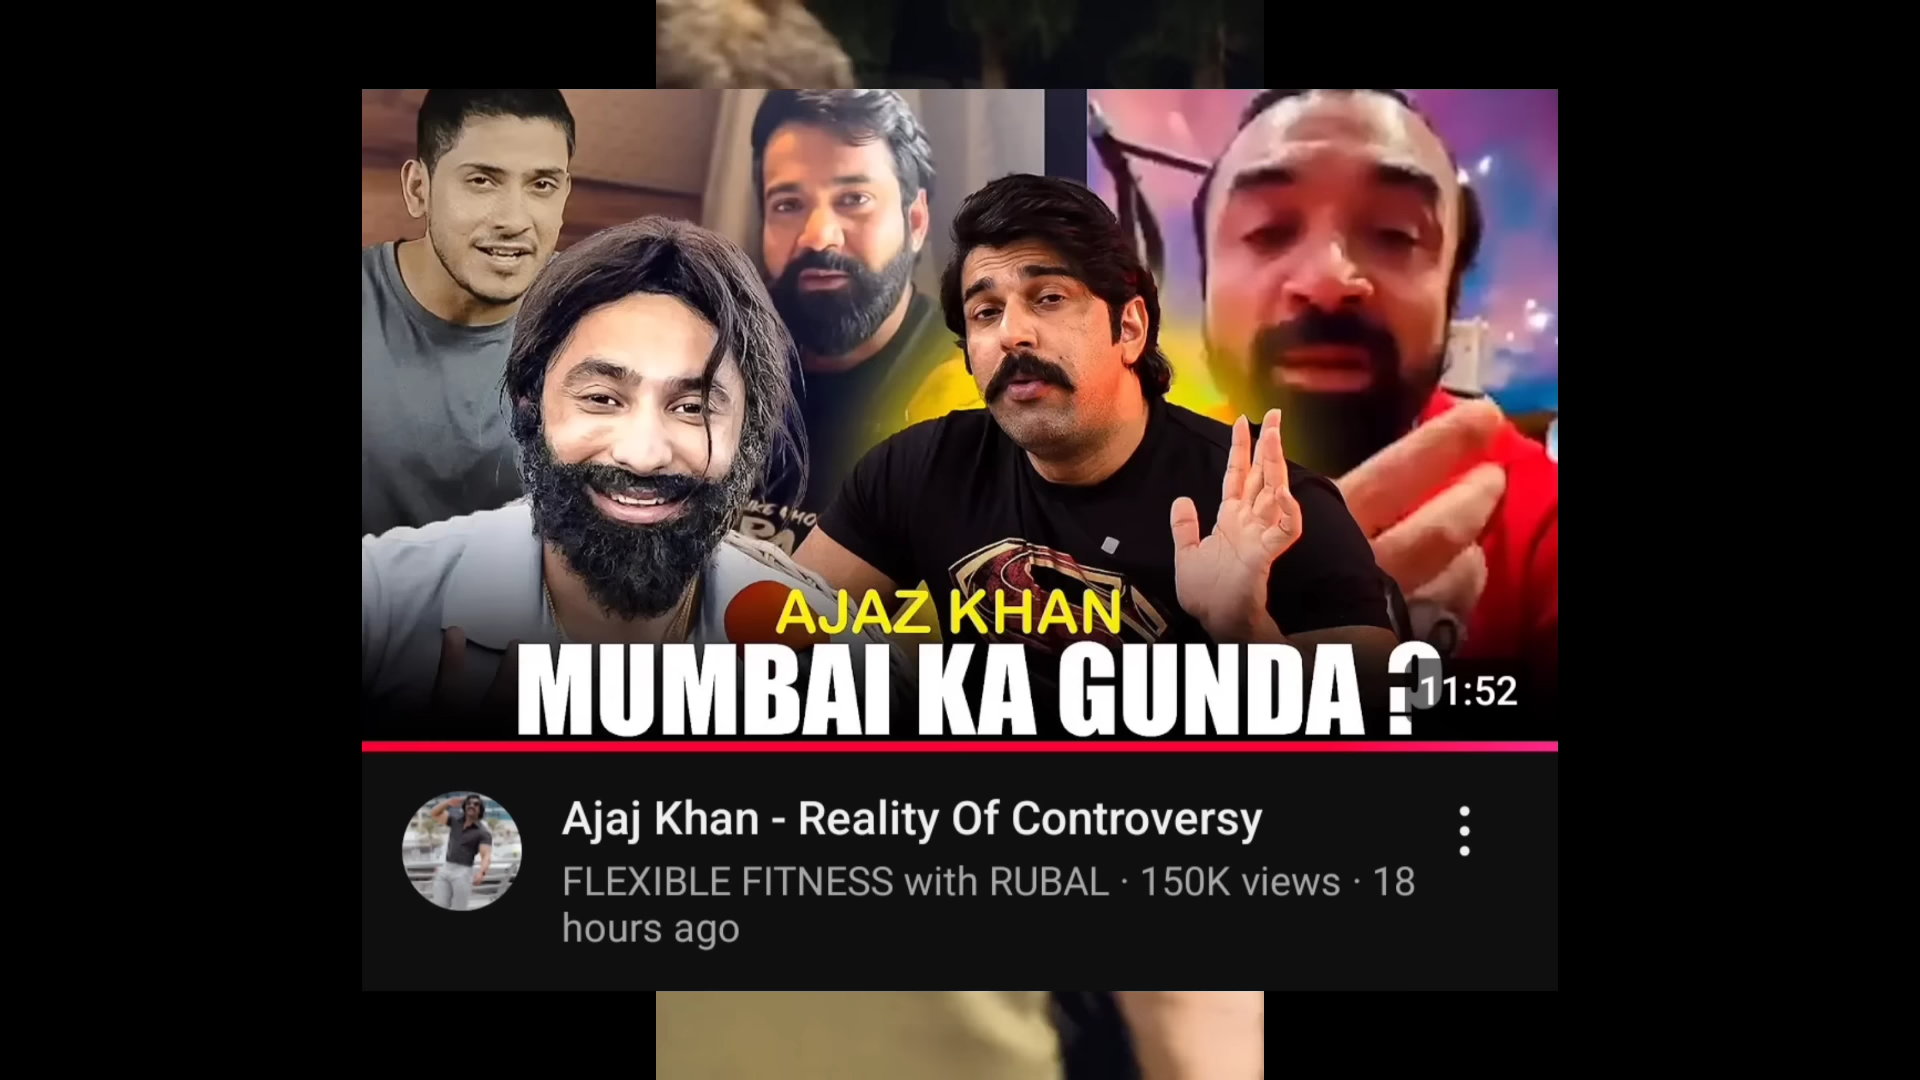 AJAZ KHAN
MUMBAI KA GUNDA ?
11:52
Ajaj Khan - Reality Of Controversy
FLEXIBLE FITNESS with RUBAL · 150K views · 18
hours ago